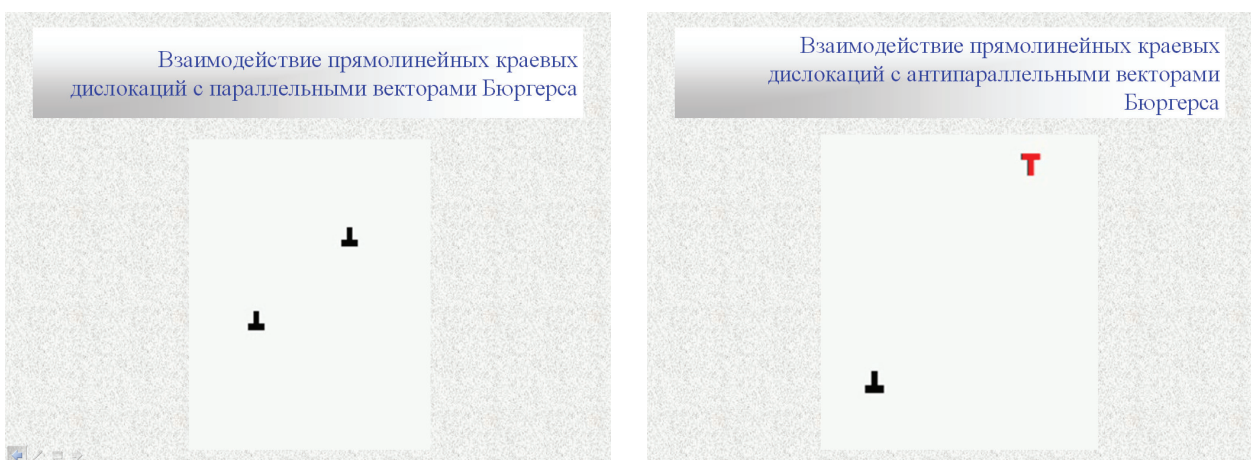 Взаимодействие прямолинейных краевых
дислокаций с параллельными векторами Бюргерса
Взаимодействие прямолинейных краевых
дислокаций с антипараллельными векторами
Бюргерса